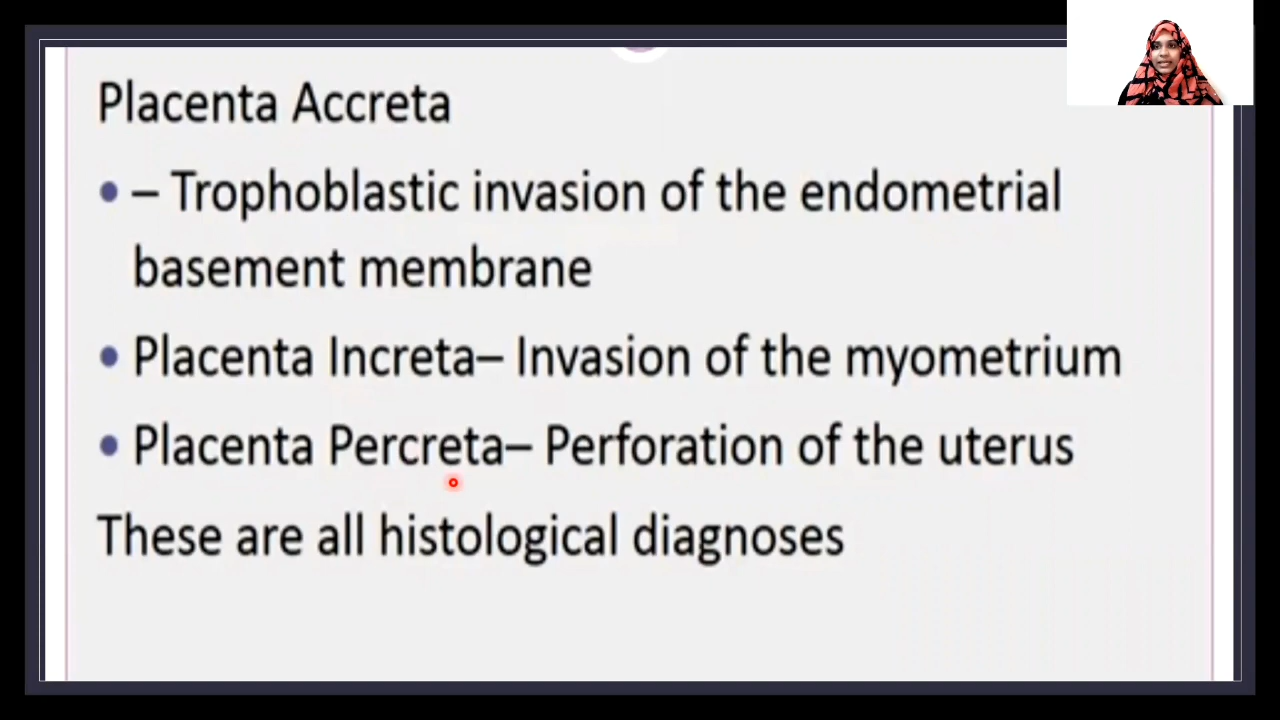 Placenta Accreta
• – Trophoblastic invasion of the endometrial
basement membrane
• Placenta Increta– Invasion of the myometrium
• Placenta Percreta– Perforation of the uterus
These are all histological diagnoses